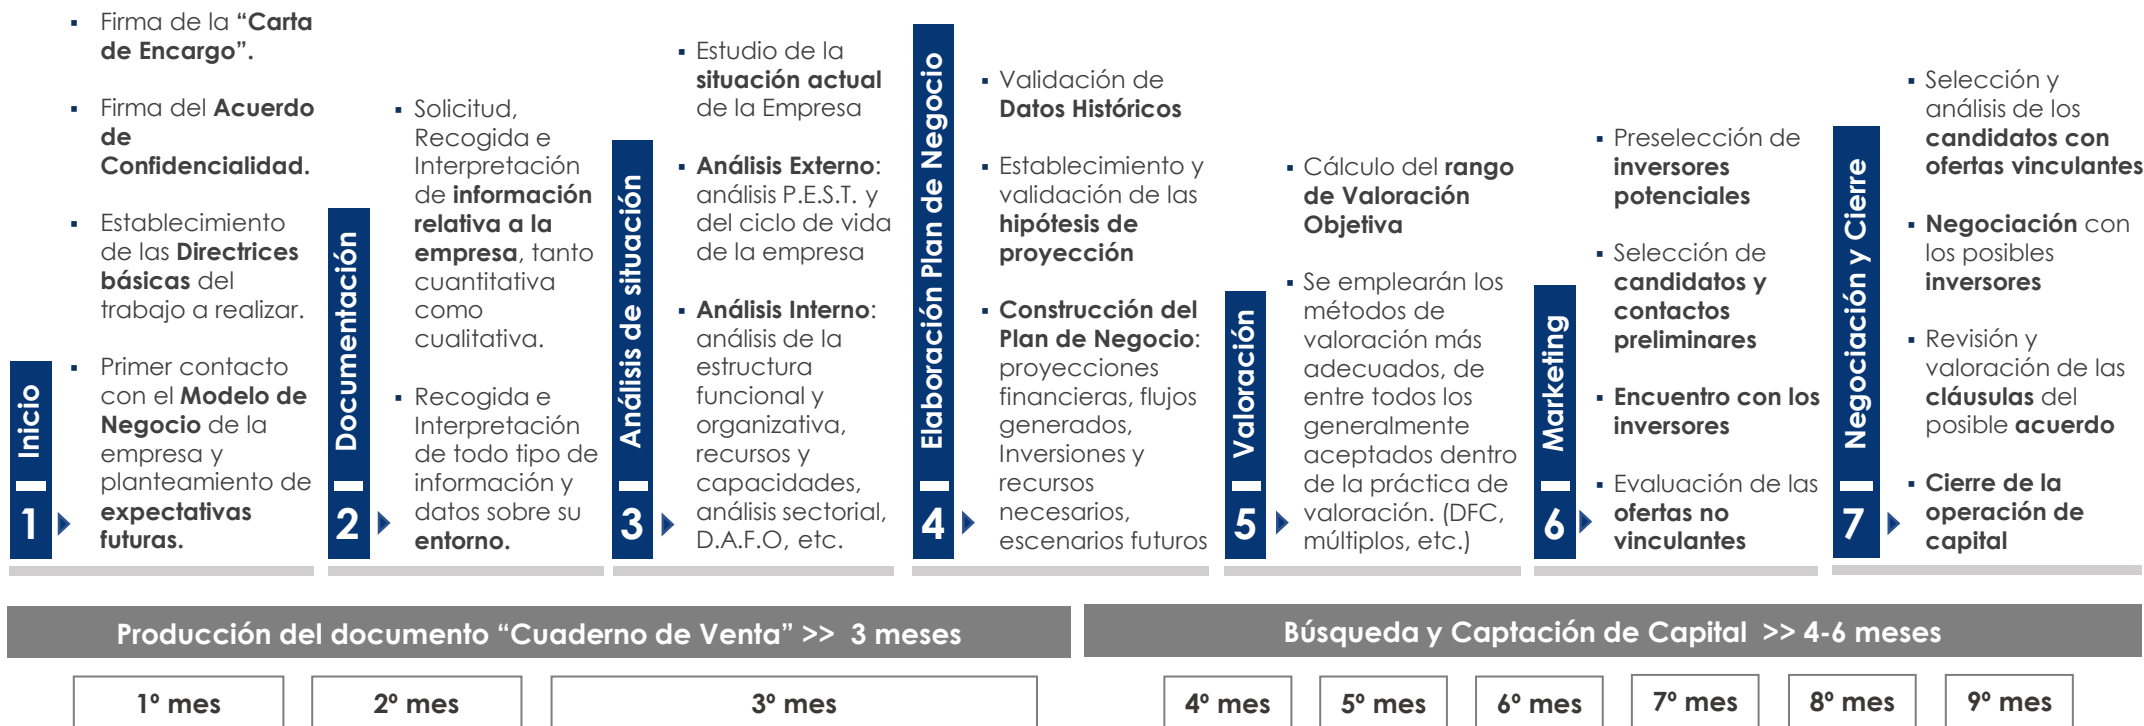 Inicio
1
Firma de la “Carta
de Encargo”.
Firma del Acuerdo
de
Confidencialidad.
Establecimiento
de las Directrices
básicas del
trabajo a realizar.
Primer contacto
con el Modelo de
Negocio de la
empresa y
planteamiento de
expectativas
futuras.
Documentación
2
Solicitud,
Recogida e
Interpretación
de información
relativa a la
empresa, tanto
cuantitativa
como
cualitativa.
Recogida e
Interpretación
de todo tipo de
información y
datos sobre su
entorno.
Análisis de situación
3
Estudio de la
situación actual
de la Empresa
Análisis Externo:
análisis P.E.S.T. y
del ciclo de vida
de la empresa
Análisis Interno:
análisis de la
estructura
funcional y
organizativa,
recursos y
capacidades,
análisis sectorial,
D.A.F.O, etc.
Elaboración Plan de Negocio
4
Validación de
Datos Históricos
Establecimiento y
validación de las
hipótesis de
proyección
Construcción del
Plan de Negocio:
proyecciones
financieras, flujos
generados,
Inversiones y
recursos
necesarios,
escenarios futuros
Valoración
5
Cálculo del rango
de Valoración
Objetiva
Se emplearán los
métodos de
valoración más
adecuados, de
entre todos los
generalmente
aceptados dentro
de la práctica de
valoración. (DFC,
múltiplos, etc.)
Marketing
6
Preselección de
inversores
potenciales
Selección de
candidatos y
contactos
preliminares
Encuentro con los
inversores
Evaluación de las
ofertas no
vinculantes
Negociación y Cierre
7
Selección y
análisis de los
candidatos con
ofertas vinculantes
Negociación con
los posibles
inversores
Revisión y
valoración de las
cláusulas del
posible acuerdo
Cierre de la
operación de
capital
Producción del documento “Cuaderno de Venta” >> 3 meses
Búsqueda y Captación de Capital >> 4-6 meses
1º mes
2º mes
3º mes
4º mes
5º mes
6º mes
7º mes
8º mes
9º mes